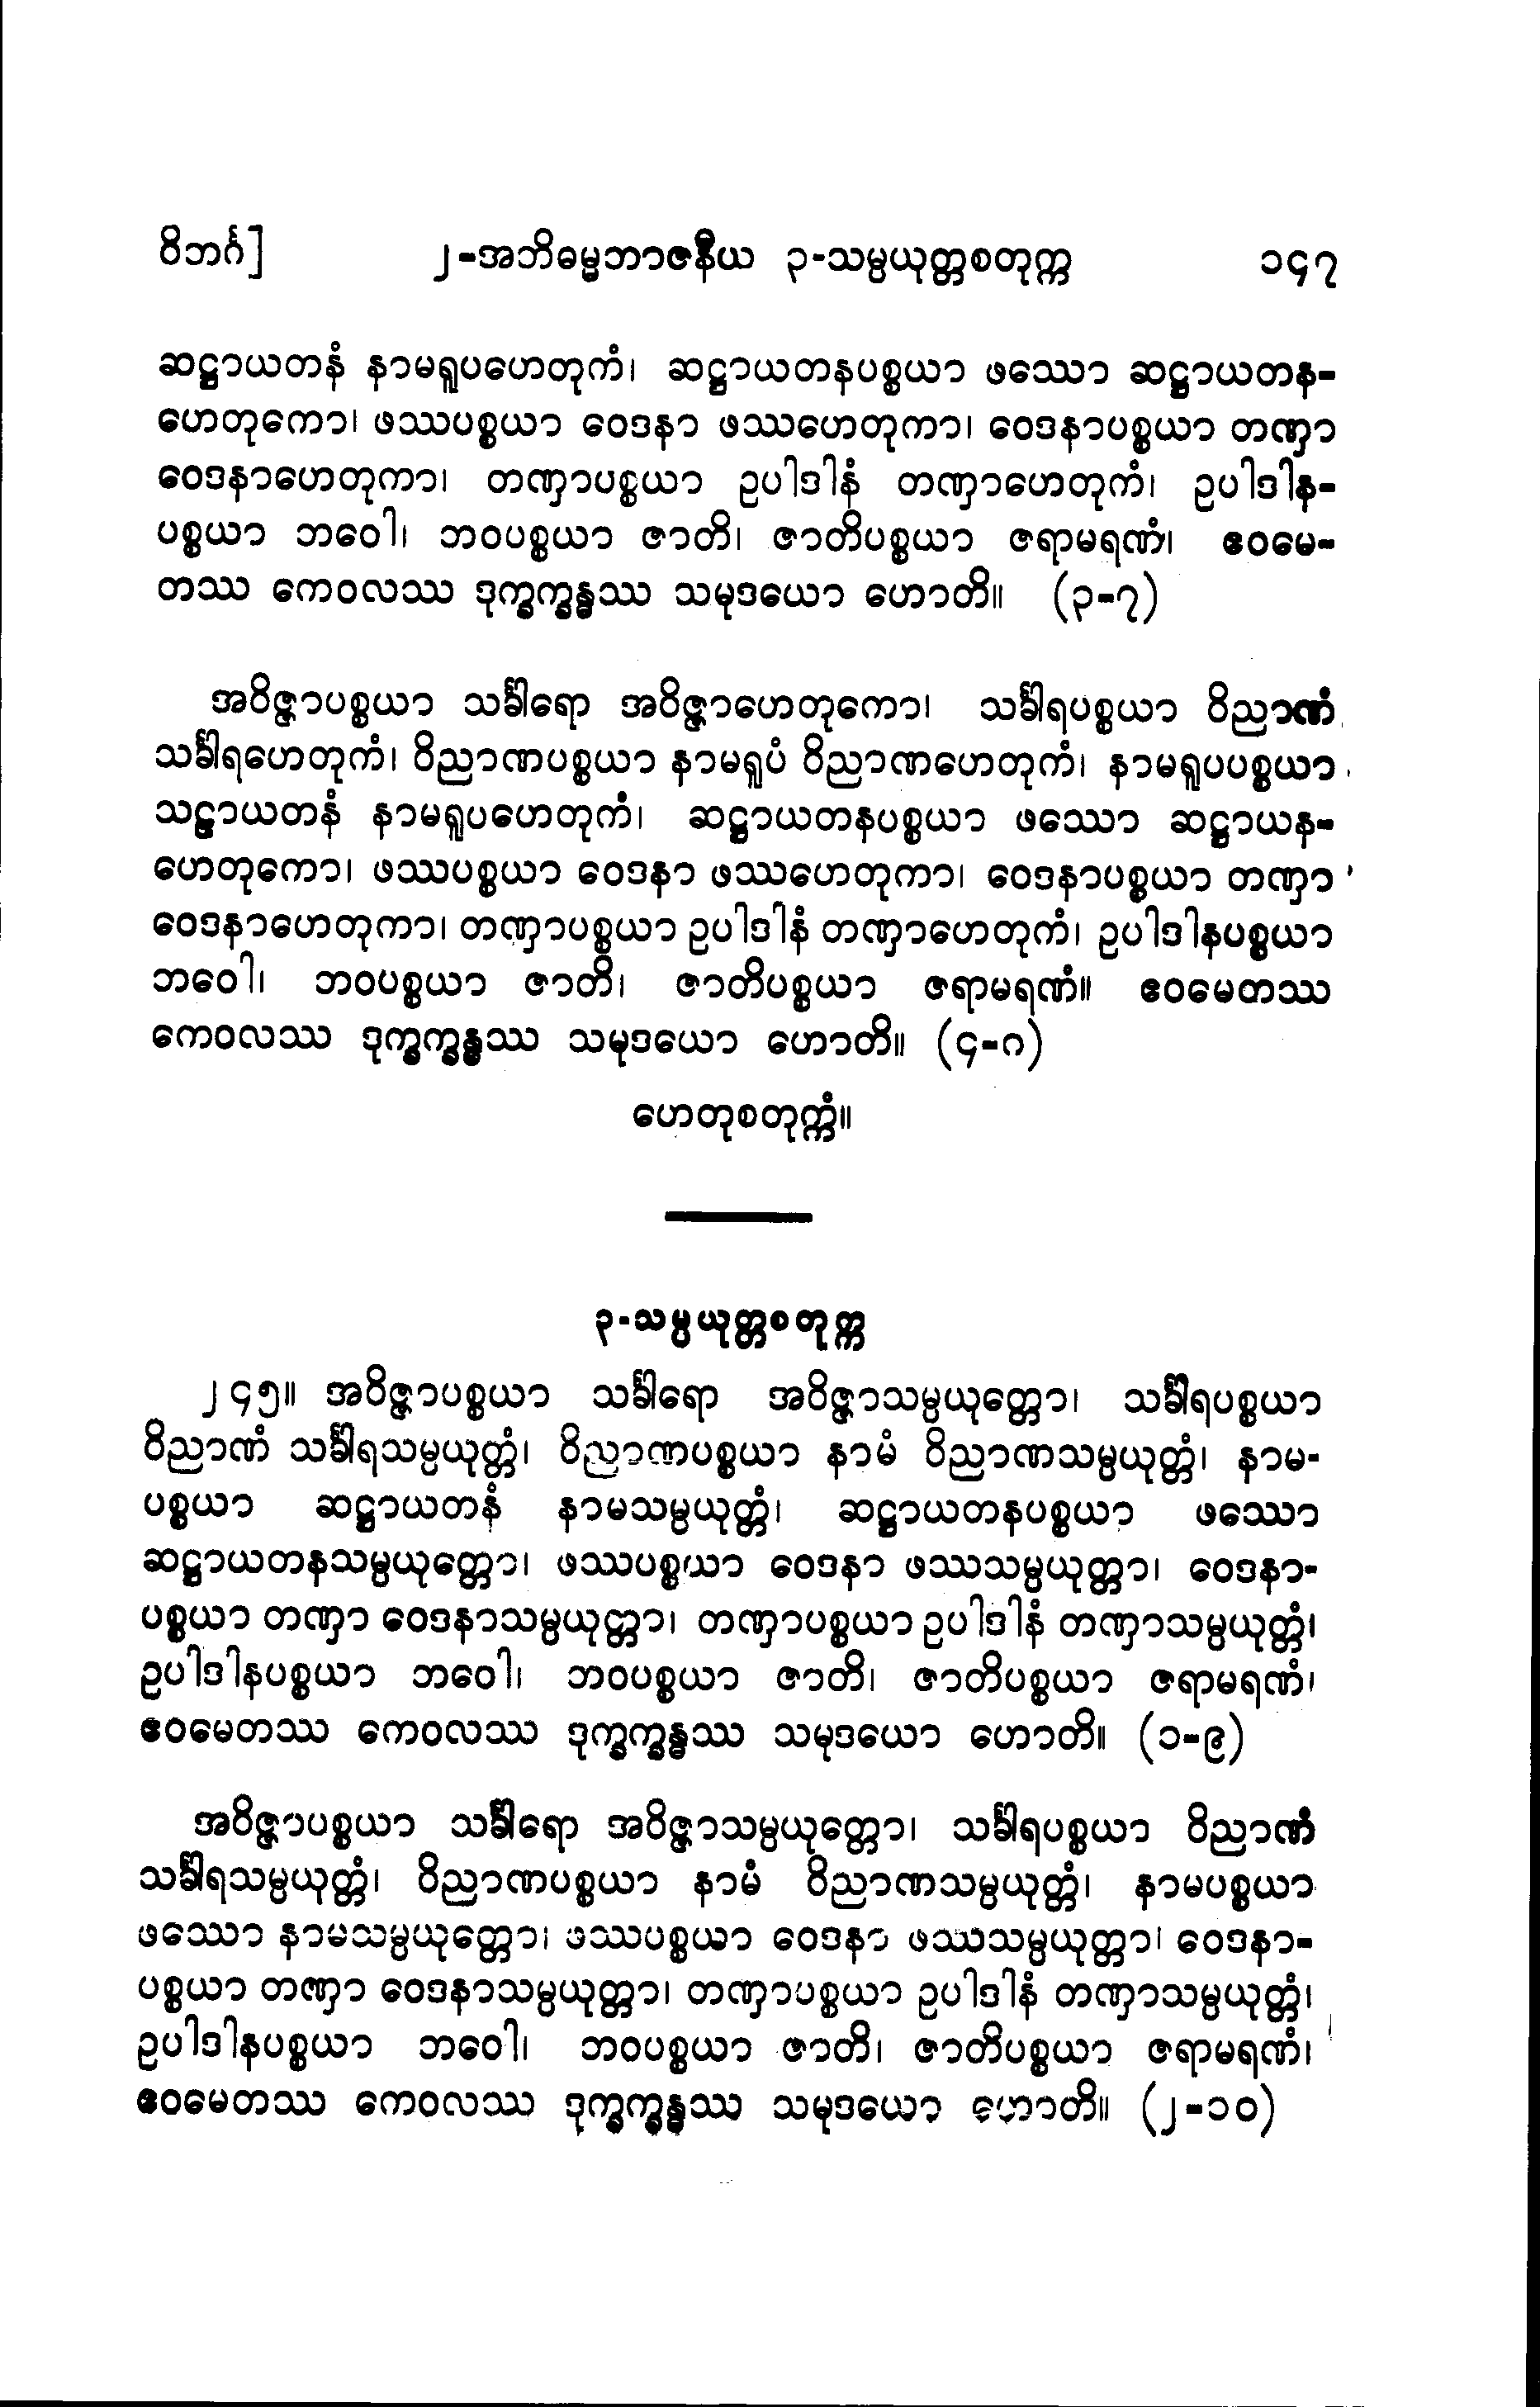 ဝိဘင်္ဂ] ၂-အဘိဓမ္မဘာဇနီယ ၃-သမ္ပယုတ္တစတုက္က ၁၄၇
ဆဋ္ဌာယတနံ နာမရူပဟေတုကံ၊ ဆဋ္ဌာယတနပစ္စယာ ဖဿော ဆဋ္ဌာယတန-
ဟေတုကော၊ ဖဿပစ္စယာ ဝေဒနာ ဖဿဟေတုကာ၊ ဝေဒနာပစ္စယာ တဏှာ
ဝေဒနာဟေတုကာ၊ တဏှာပစ္စယာ ဥပါဒါနံ တဏှာဟေတုကံ၊ ဥပါဒါန-
ပစ္စယာ ဘဝေါ၊ ဘဝပစ္စယာ ဇာတိ၊ ဇာတိပစ္စယာ ဇရာမရဏံ၊ ဧဝမေ-
တဿ ကေဝလဿ ဒုက္ခက္ခန္ဓဿ သမုဒယော ဟောတိ။ (၃-၇)
အဝိဇ္ဇာပစ္စယာ သင်္ခါရော အဝိဇ္ဇာဟေတုကော၊ သင်္ခါရပစ္စယာ ဝိညာဏံ
သင်္ခါရဟေတုကံ၊ ဝိညာဏပစ္စယာ နာမရူပံ ဝိညာဏဟေတုကံ၊ နာမရူပပစ္စယာ
သဋ္ဌာယတနံ နာမရူပဟေတုကံ၊ ဆဋ္ဌာယတနပစ္စယာ ဖဿော ဆဋ္ဌာယန-
ဟေတုကော၊ ဖဿပစ္စယာ ဝေဒနာ ဖဿဟေတုကာ၊ ဝေဒနာပစ္စယာ တဏှာ
ဝေဒနာဟေတုကာ၊ တဏှာပစ္စယာ ဥပါဒါနံ တဏှာဟေတုကံ၊ ဥပါဒါနပစ္စယာ
ဘဝေါ၊ ဘဝပစ္စယာ ဇာတိ၊ ဇာတိပစ္စယာ ဇရာမရဏံ။ ဧဝမေတဿ
ကေဝလဿ ဒုက္ခက္ခန္ဓဿ သမုဒယော ဟောတိ။ (၄-၈)
ဟေတုစတုက္ကံ။
၃-သမ္ပယုတ္တစတုက္က
၂၄၅။ အဝိဇ္ဇာပစ္စယာ သင်္ခါရော အဝိဇ္ဇာသမ္ပယုတ္တော၊ သင်္ခါရပစ္စယာ
ဝိညာဏံ သင်္ခါရသမ္ပယုတ္တံ၊ ဝိညာဏပစ္စယာ နာမံ ဝိညာဏသမ္ပယုတ္တံ၊ နာမ-
ပစ္စယာ ဆဋ္ဌာယတနံ နာမသမ္ပယုတ္တံ၊ ဆဋ္ဌာယတနပစ္စယာ ဖဿော
ဆဋ္ဌာယတနသမ္ပယုတ္တော၊ ဖဿပစ္စယာ ဝေဒနာ ဖဿသမ္ပယုတ္တာ၊ ဝေဒနာ-
ပစ္စယာ တဏှာ ဝေဒနာသမ္ပယုတ္တာ၊ တဏှာပစ္စယာ ဥပါဒါနံ တဏှာသမ္ပယုတ္တံ၊
ဥပါဒါနပစ္စယာ ဘဝေါ၊ ဘဝပစ္စယာ ဇာတိ၊ ဇာတိပစ္စယာ ဇရာမရဏံ၊
ဧဝမေတဿ ကေဝလဿ ဒုက္ခက္ခန္ဓဿ သမုဒယော ဟောတိ။ (၁-၉)
အဝိဇ္ဇာပစ္စယာ သင်္ခါရော အဝိဇ္ဇာသမ္ပယုတ္တော၊ သင်္ခါရပစ္စယာ ဝိညာဏံ
သင်္ခါရသမ္ပယုတ္တံ၊ ဝိညာဏပစ္စယာ နာမံ ဝိညာဏသမ္ပယုတ္တံ၊ နာမပစ္စယာ
ဖဿော နာမသမ္ပယုတ္တော၊ ဖဿပစ္စယာ ဝေဒနာ ဖဿသမ္ပယုတ္တာ၊ ဝေဒနာ-
ပစ္စယာ တဏှာ ဝေဒနာသမ္ပယုတ္တာ၊ တဏှာပစ္စယာ ဥပါဒါနံ တဏှာသမ္ပယုတ္တံ၊
ဥပါဒါနပစ္စယာ ဘဝေါ၊ ဘဝပစ္စယာ ဇာတိ၊ ဇာတိပစ္စယာ ဇရာမရဏံ၊
ဧဝမေတဿ ကေဝလဿ ဒုက္ခက္ခန္ဓဿ သမုဒယော ဟောတိ။ (၂-၁၀)